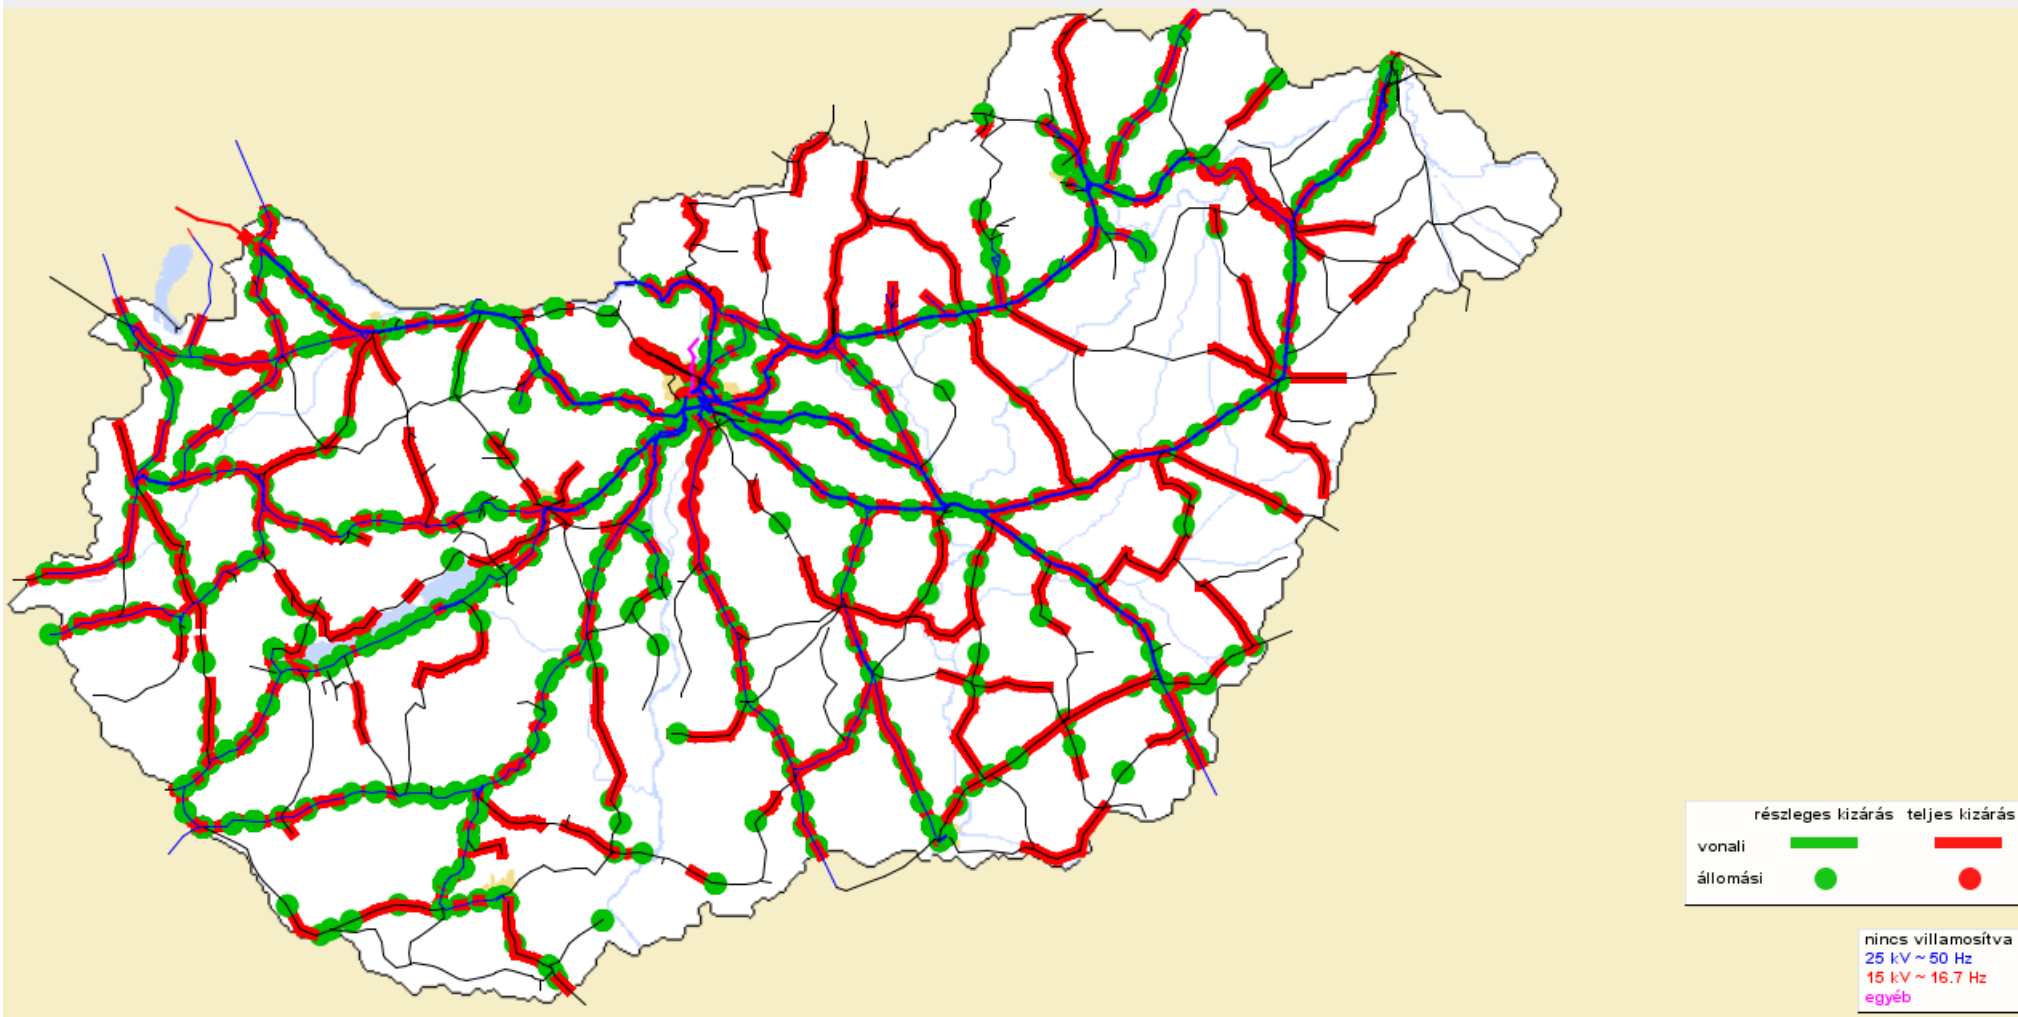 részleges kizárás teljes kizárás
vonali
állomási
nincs villamosítva
25 kV ~ 50 Hz
15 kV ~ 16.7 Hz
egyéb